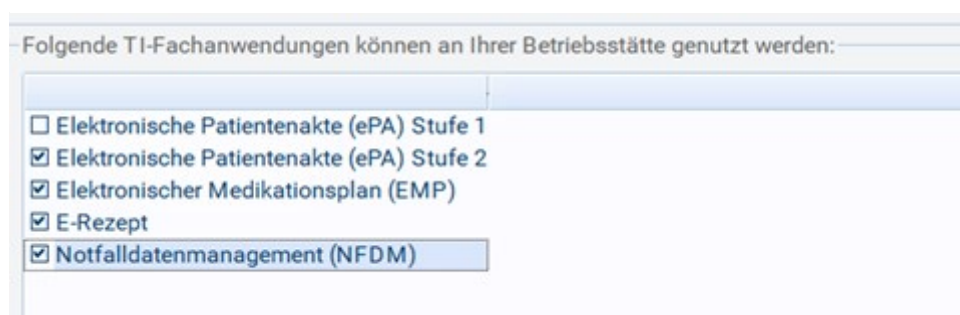 Folgende TI-Fachanwendungen können an Ihrer Betriebsstätte genutzt werden:
Elektronische Patientenakte (ePA) Stufe 1
Elektronische Patientenakte (ePA) Stufe 2
Elektronischer Medikationsplan (EMP)
E-Rezept
Notfalldatenmanagement (NFDM)